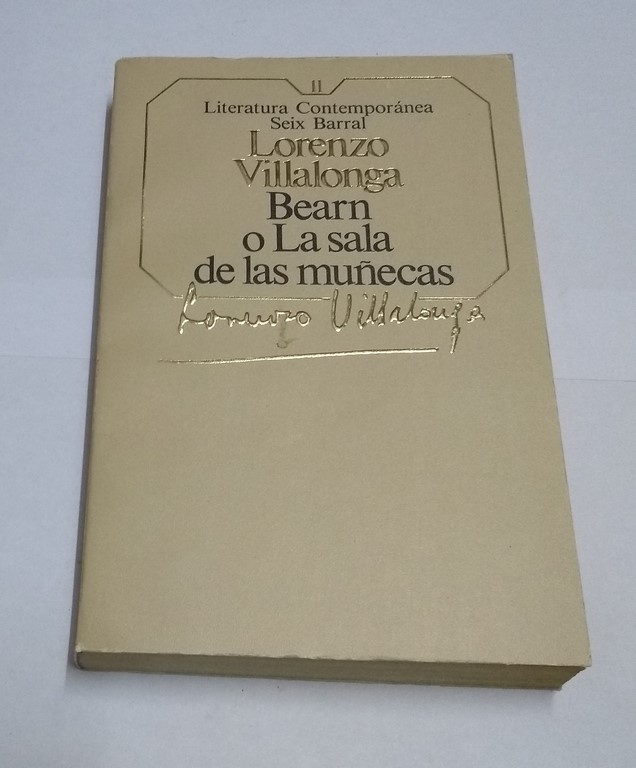 11
Literatura Contemporánea
Seix Barral
Lorenzo
Villalonga
Bearn
o La sala
de las muñecas
Lorenzo Villalonga